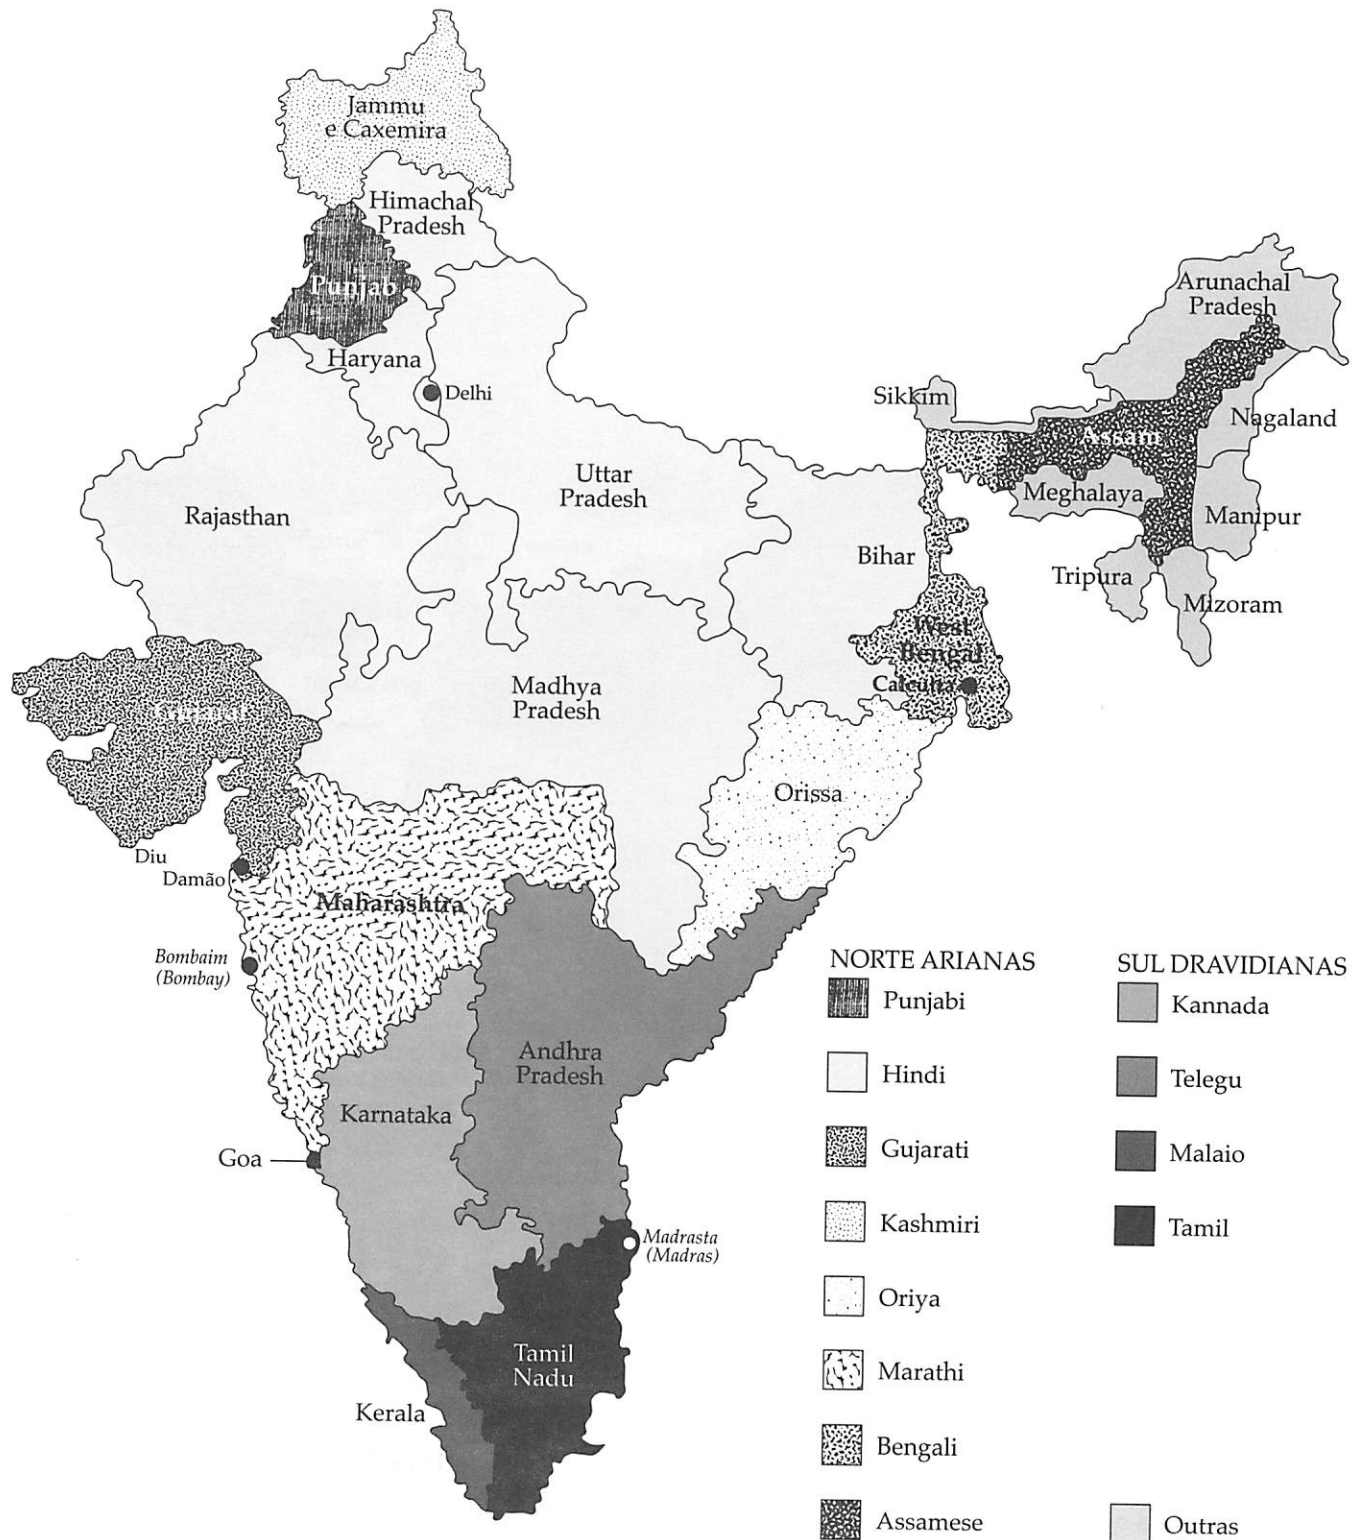 Jammu
e Caxemira
Himachal
Pradesh
Punjab
Haryana
Delhi
Arunachal
Pradesh
Sikkim
Assam
Nagaland
Meghalaya
Manipur
Tripura
Mizoram
Rajasthan
Uttar
Pradesh
Bihar
West
Bengal
Calcutta
Gujarat
Madhya
Pradesh
Orissa
Diu
Damão
Maharashtra
Bombaim
(Bombay)
Andhra
Pradesh
Karnataka
Goa
Madrasta
(Madras)
Tamil
Nadu
Kerala
NORTE ARIANAS
Punjabi
Hindi
Gujarati
Kashmiri
Oriya
Marathi
Bengali
Assamese
SUL DRAVIDIANAS
Kannada
Telegu
Malaio
Tamil
Outras